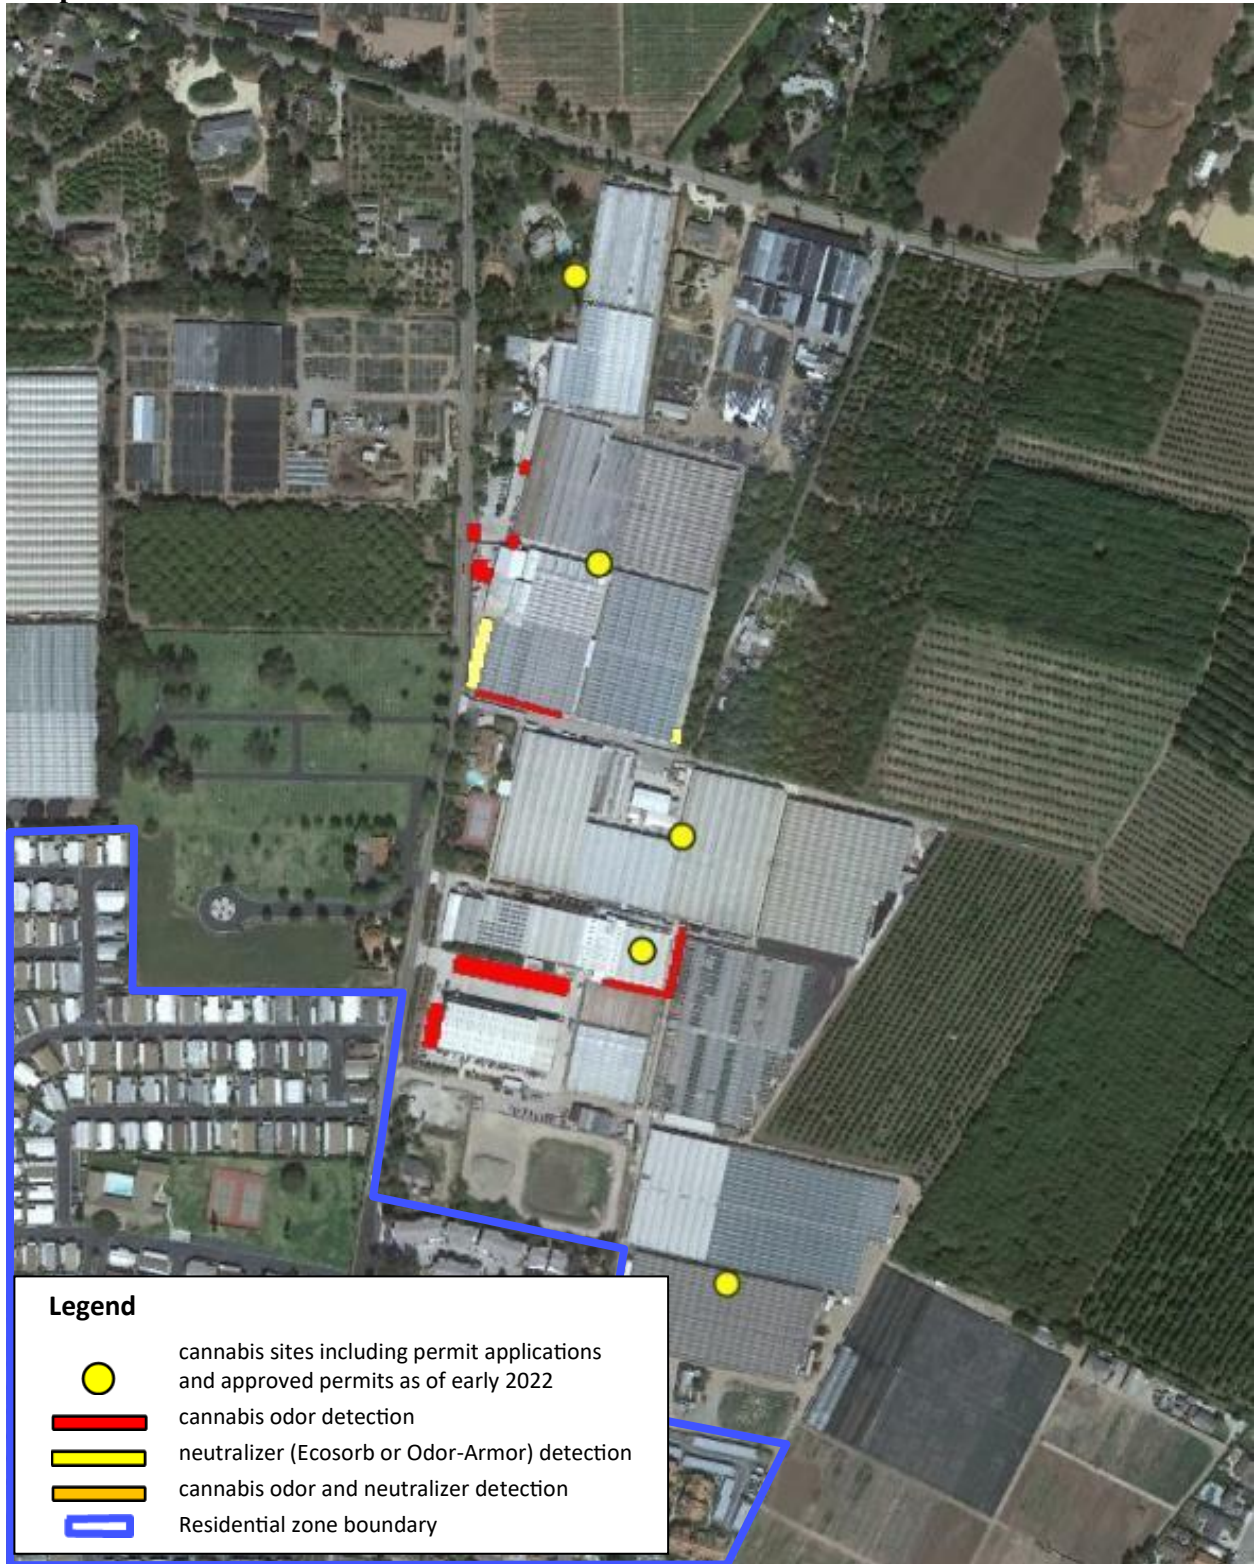 Legend
cannabis sites including permit applications
and approved permits as of early 2022
cannabis odor detection
neutralizer (Ecosorb or Odor-Armor) detection
cannabis odor and neutralizer detection
Residential zone boundary